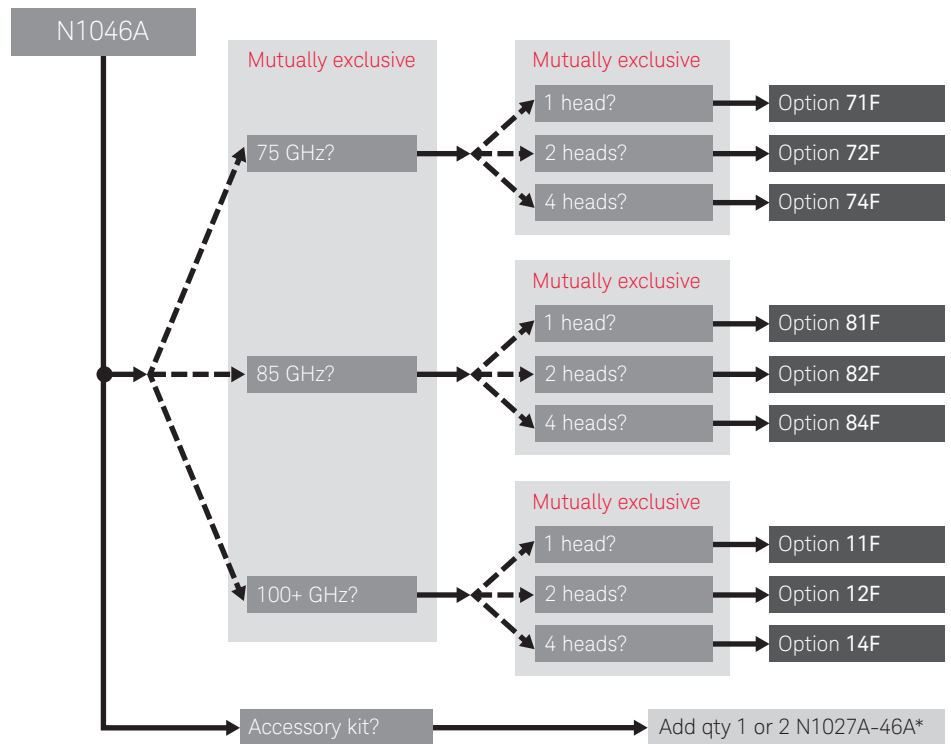 N1046A
Mutually exclusive
75 GHz?
Mutually exclusive
1 head?
Option 71F
2 heads?
Option 72F
4 heads?
Option 74F
85 GHz?
Mutually exclusive
1 head?
Option 81F
2 heads?
Option 82F
4 heads?
Option 84F
100+ GHz?
Mutually exclusive
1 head?
Option 11F
2 heads?
Option 12F
4 heads?
Option 14F
Accessory kit?
Add qty 1 or 2 N1027A-46A*